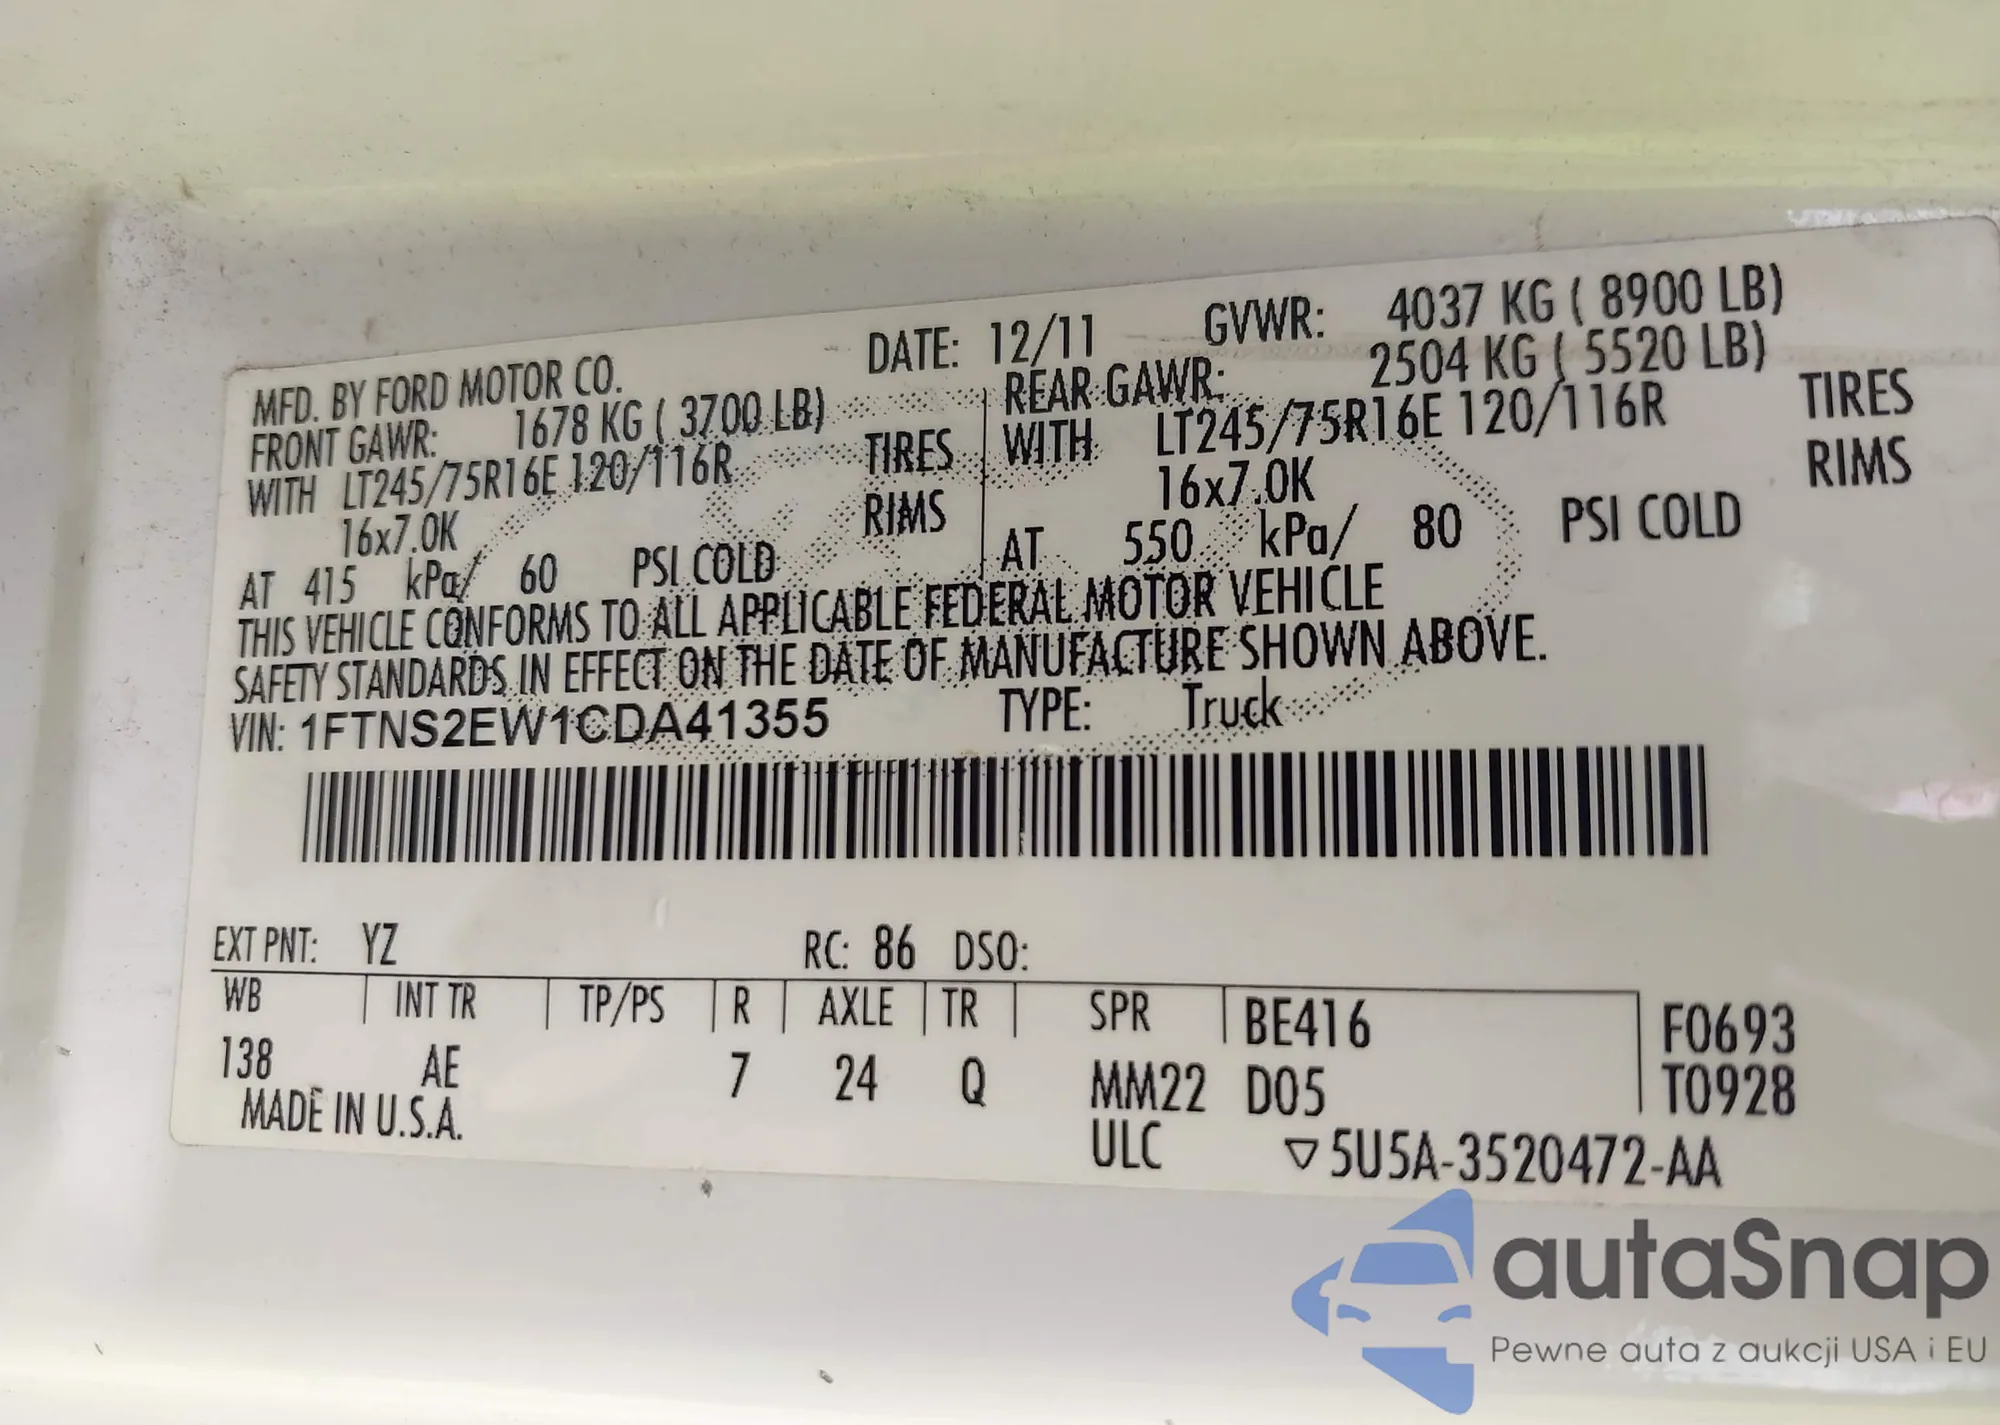 MFD. BY FORD MOTOR CO. DATE: 12/11 GVWR: 4037 KG ( 8900 LB)
FRONT GAWR: 1678 KG ( 3700 LB) REAR GAWR: 2504 KG ( 5520 LB)
WITH LT245/75R16E 120/116R TIRES WITH LT245/75R16E 120/116R TIRES
16x7.0K RIMS 16x7.0K RIMS
AT 415 kPa/ 60 PSI COLD AT 550 kPa/ 80 PSI COLD
THIS VEHICLE CONFORMS TO ALL APPLICABLE FEDERAL MOTOR VEHICLE
SAFETY STANDARDS IN EFFECT ON THE DATE OF MANUFACTURE SHOWN ABOVE.
VIN: 1FTNS2EW1CDA41355 TYPE: Truck
EXT PNT: YZ RC: 86 DSO:
WB INT TR TP/PS R AXLE TR SPR BE416 F0693
138 AE 7 24 Q MM22 D05 T0928
MADE IN U.S.A. ULC ▽5U5A-3520472-AA
autaSnap
Pewne auta z aukcji USA i EU